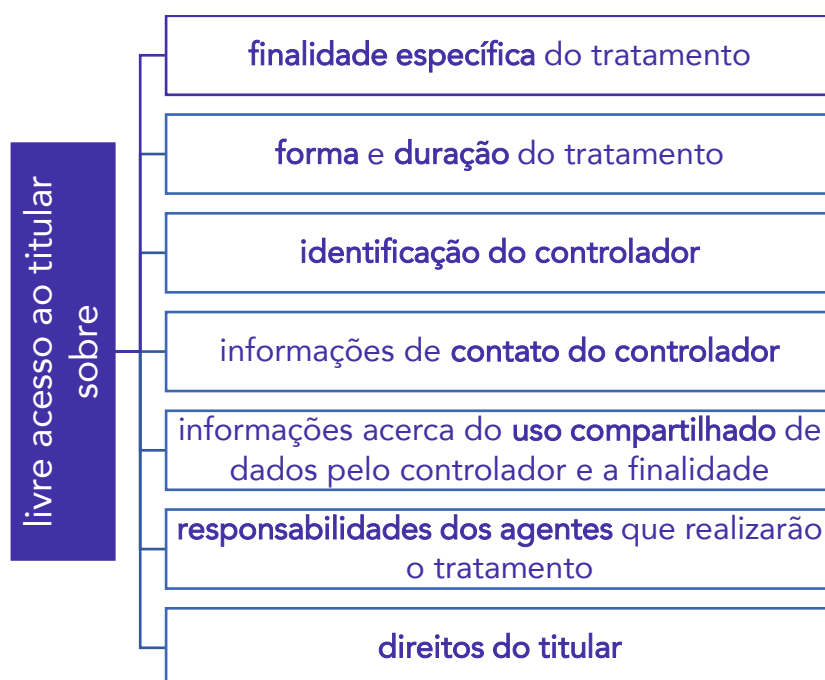 livre acesso ao titular
sobre
finalidade específica do tratamento
forma e duração do tratamento
identificação do controlador
informações de contato do controlador
informações acerca do uso compartilhado de
dados pelo controlador e a finalidade
responsabilidades dos agentes que realizarão
o tratamento
direitos do titular